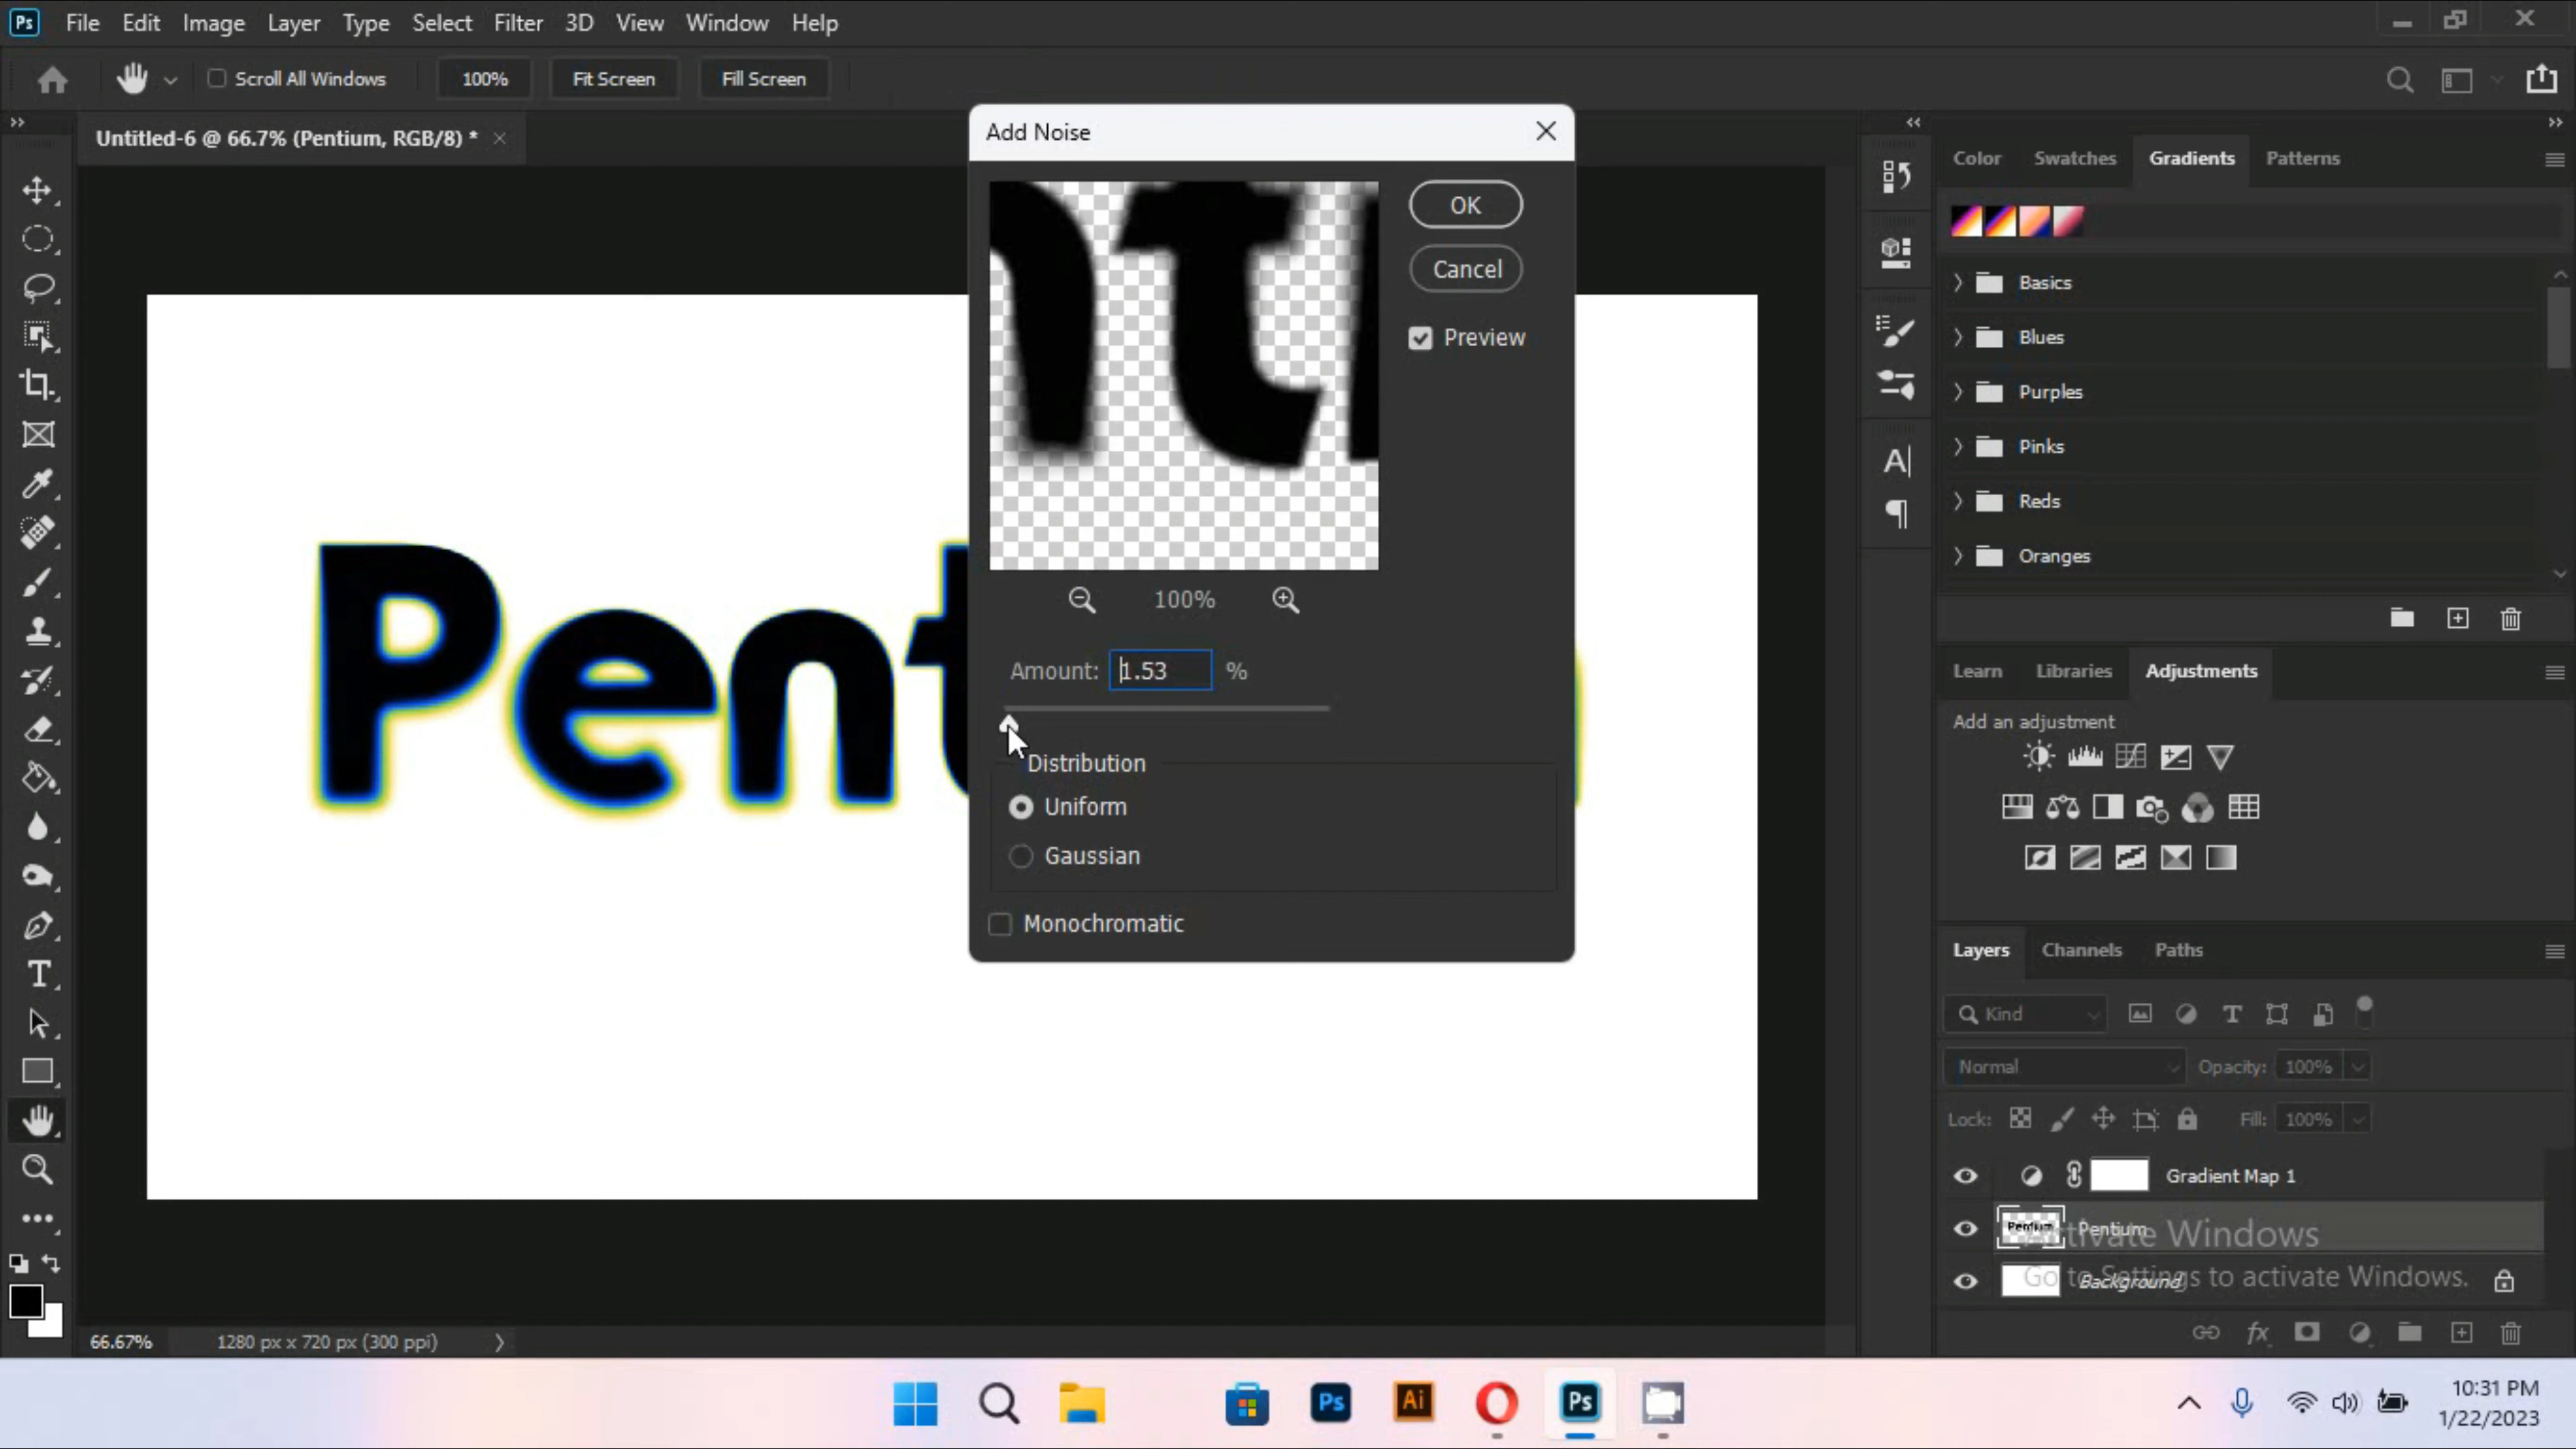 Ps File Edit Image Layer Type Select Filter 3D View Window Help
Scroll All Windows 100% Fit Screen Fill Screen
Untitled-6 @ 66.7% (Pentium, RGB/8) *
Pent
Add Noise
OK
Cancel
Preview
100%
Amount: 1.53 %
Distribution
Uniform
Gaussian
Monochromatic
Color Swatches Gradients Patterns
Basics
Blues
Purples
Pinks
Reds
Oranges
Learn Libraries Adjustments
Add an adjustment
Layers Channels Paths
Kind
Normal Opacity: 100%
Lock: Fill: 100%
Gradient Map 1
Pentium Pentium
Activate Windows
Background
Go to Settings to activate Windows.
66.67% 1280 px x 720 px (300 ppi)
Ps Ai Ps
10:31 PM
1/22/2023